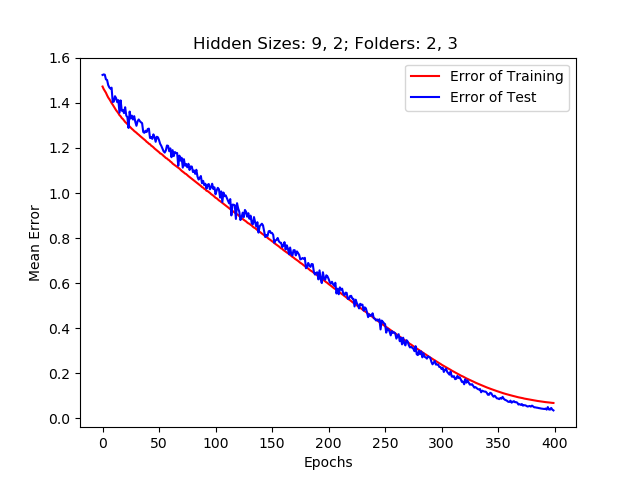 Hidden Sizes: 9, 2; Folders: 2, 3
Error of Training
Error of Test
Mean Error
1.6
1.4
1.2
1.0
0.8
0.6
0.4
0.2
0.0
0 50 100 150 200 250 300 350 400
Epochs